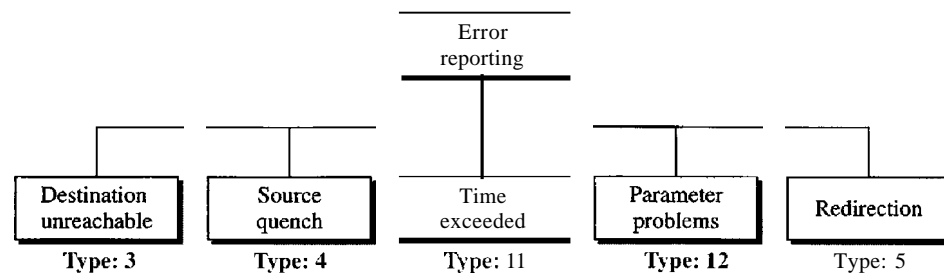 Error
reporting
Destination
unreachable
Source
quench
Time
exceeded
Parameter
problems
Redirection
Type: 3
Type: 4
Type: 11
Type: 12
Type: 5